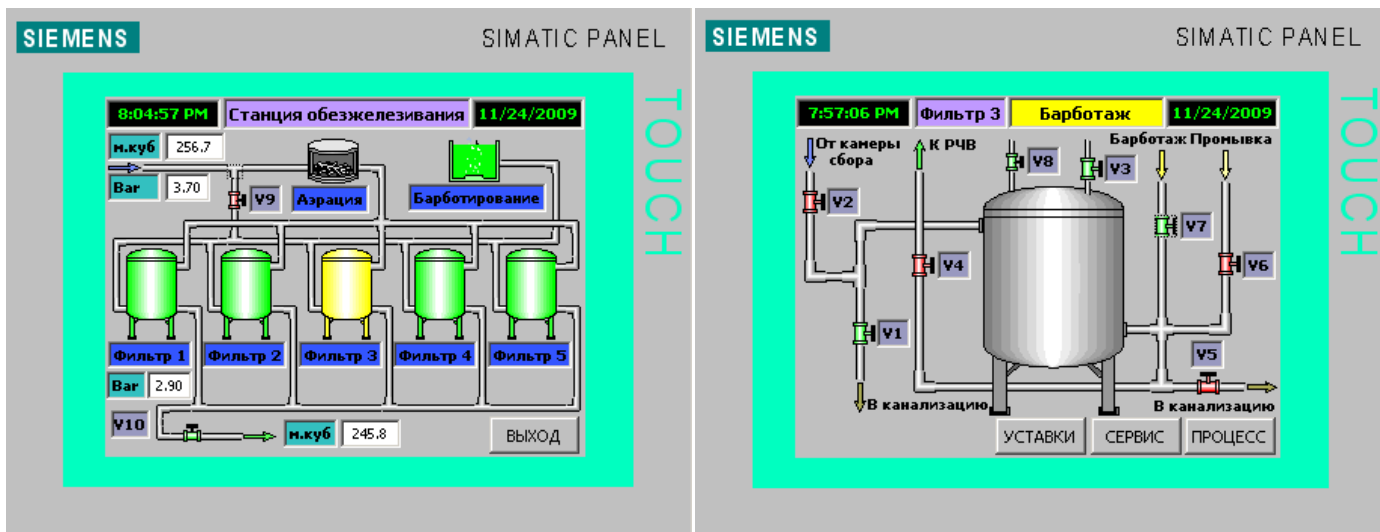 SIEMENS
SIMATIC PANEL
TOUCH
8:04:57 PM
Станция обезжелезивания
11/24/2009
м.куб
256.7
Bar
3.70
V9
Аэрация
Барботирование
Фильтр 1
Фильтр 2
Фильтр 3
Фильтр 4
Фильтр 5
Bar
2.90
V10
м.куб
245.8
ВЫХОД
SIEMENS
SIMATIC PANEL
TOUCH
7:57:06 PM
Фильтр 3
Барботаж
11/24/2009
От камеры
сбора
К РЧВ
V8
V3
Барботаж
Промывка
V2
V7
V4
V6
V1
V5
В канализацию
В канализацию
УСТАВКИ
СЕРВИС
ПРОЦЕСС